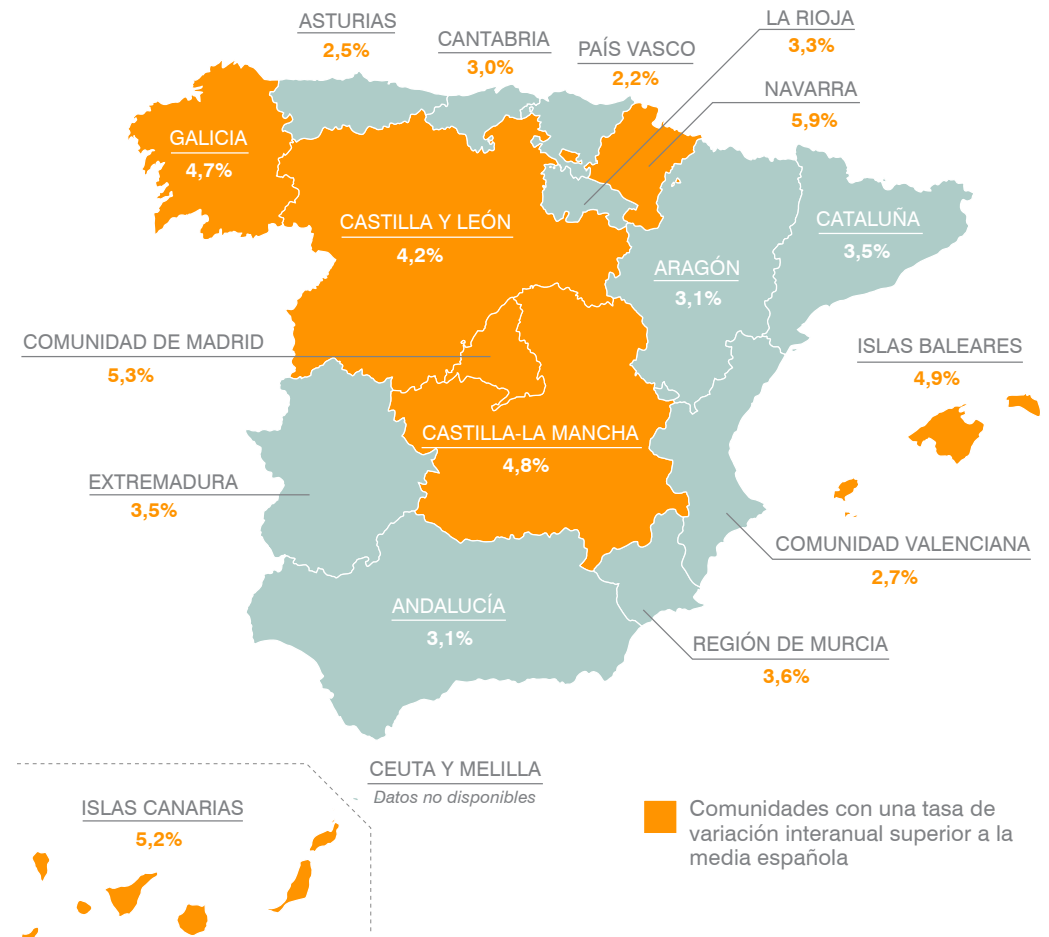 ASTURIAS
2,5%
CANTABRIA
3,0%
PAÍS VASCO
2,2%
LA RIOJA
3,3%
NAVARRA
5,9%
GALICIA
4,7%
CASTILLA Y LEÓN
4,2%
CATALUÑA
3,5%
ARAGÓN
3,1%
COMUNIDAD DE MADRID
5,3%
ISLAS BALEARES
4,9%
CASTILLA-LA MANCHA
4,8%
EXTREMADURA
3,5%
COMUNIDAD VALENCIANA
2,7%
ANDALUCÍA
3,1%
REGIÓN DE MURCIA
3,6%
CEUTA Y MELILLA
Datos no disponibles
ISLAS CANARIAS
5,2%
Comunidades con una tasa de
variación interanual superior a la
media española